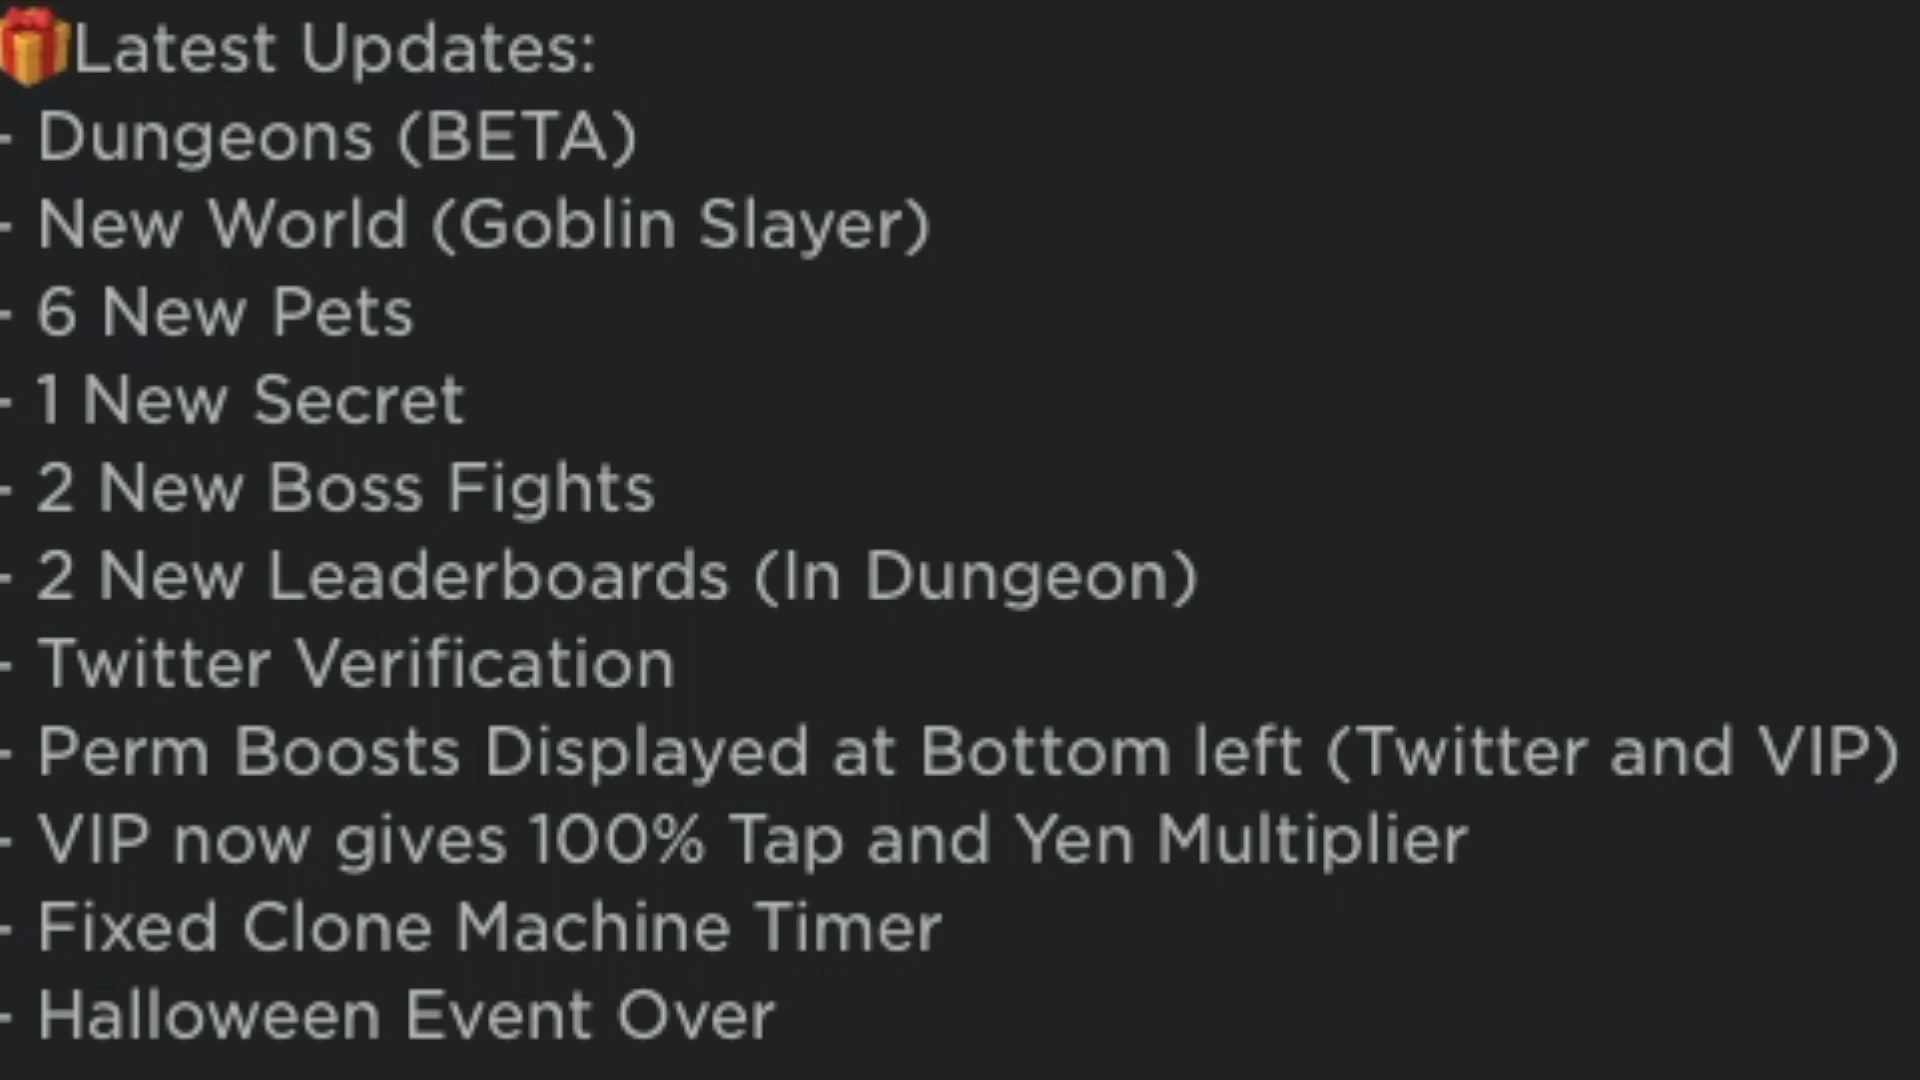 🎁Latest Updates:
- Dungeons (BETA)
- New World (Goblin Slayer)
- 6 New Pets
- 1 New Secret
- 2 New Boss Fights
- 2 New Leaderboards (In Dungeon)
- Twitter Verification
- Perm Boosts Displayed at Bottom left (Twitter and VIP)
- VIP now gives 100% Tap and Yen Multiplier
- Fixed Clone Machine Timer
- Halloween Event Over